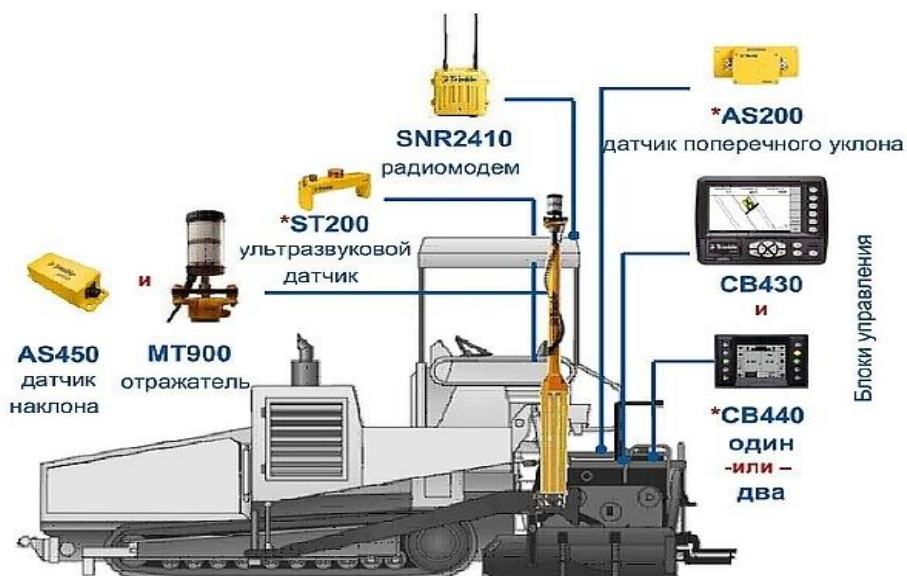 SNR2410
радиомодем
*AS200
датчик поперечного уклона
*ST200
ультразвуковой
датчик
и
AS450
датчик
наклона
MT900
отражатель
CB430
и
*CB440
один
-или –
два
Блоки управления
Trimble